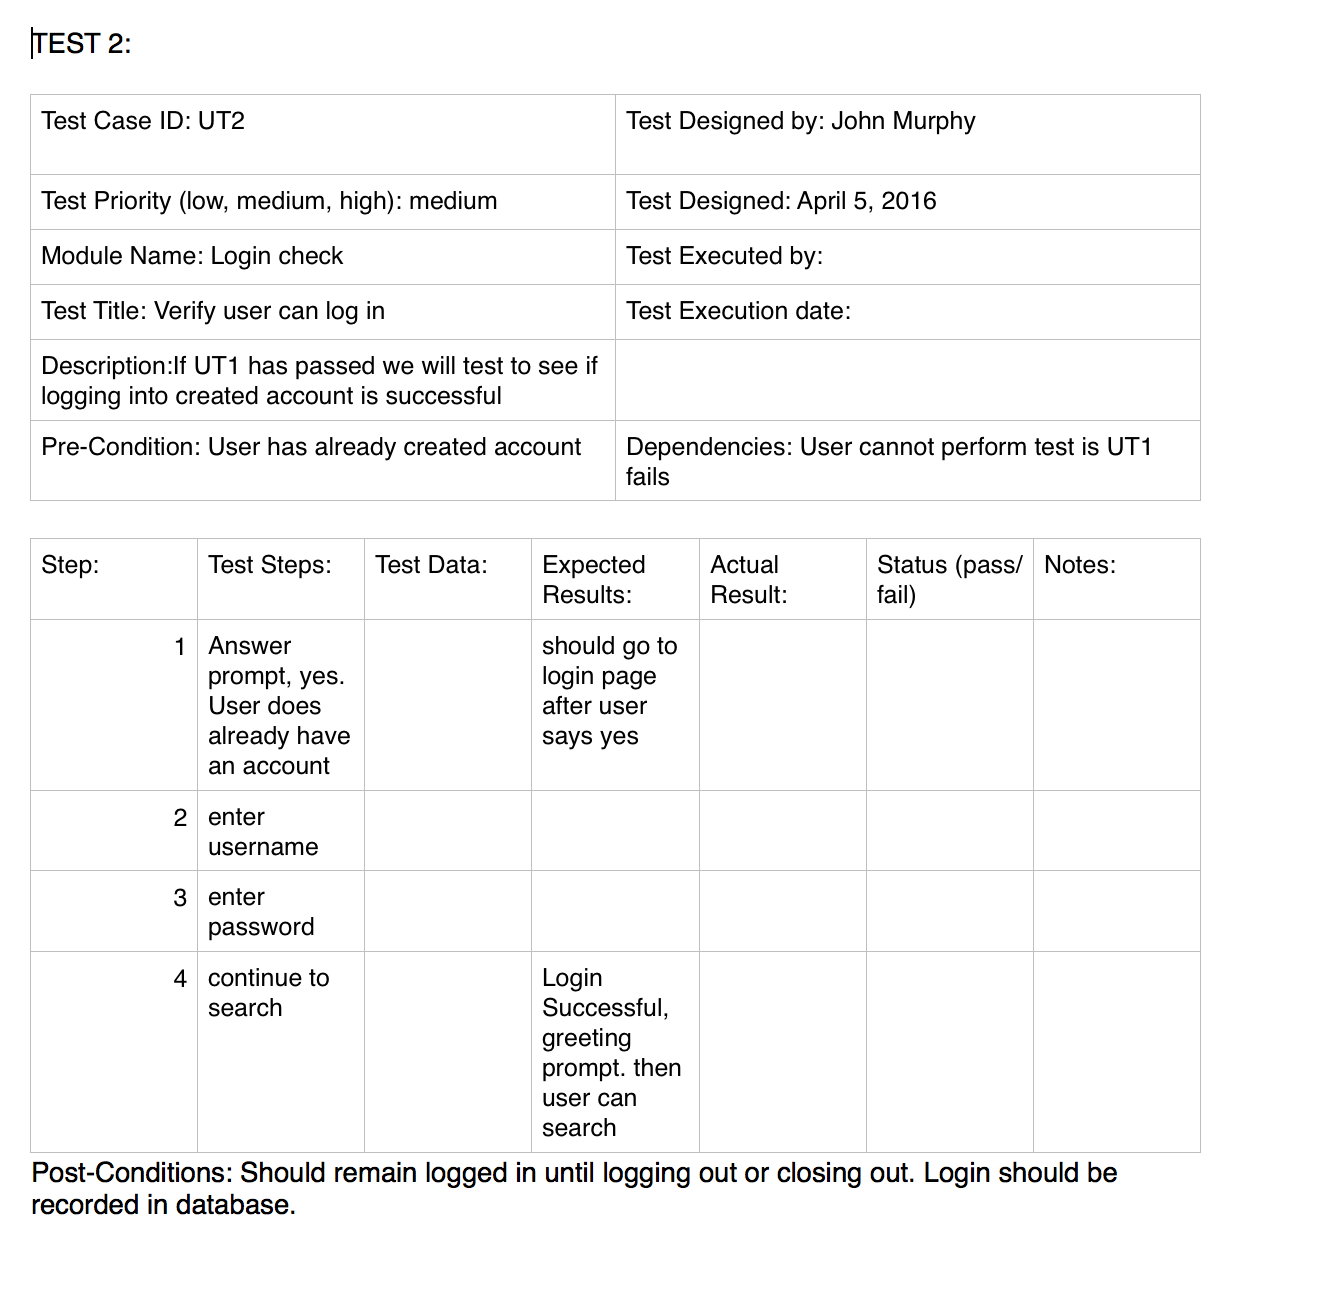 TEST 2:
Test Case ID: UT2
Test Designed by: John Murphy
Test Priority (low, medium, high): medium
Test Designed: April 5, 2016
Module Name: Login check
Test Executed by:
Test Title: Verify user can log in
Test Execution date:
Description:If UT1 has passed we will test to see if
logging into created account is successful
Pre-Condition: User has already created account
Dependencies: User cannot perform test is UT1
fails
Step:
Test Steps:
Test Data:
Expected
Results:
Actual
Result:
Status (pass/
fail)
Notes:
1
Answer
prompt, yes.
User does
already have
an account
should go to
login page
after user
says yes
2
enter
username
3
enter
password
4
continue to
search
Login
Successful,
greeting
prompt. then
user can
search
Post-Conditions: Should remain logged in until logging out or closing out. Login should be
recorded in database.